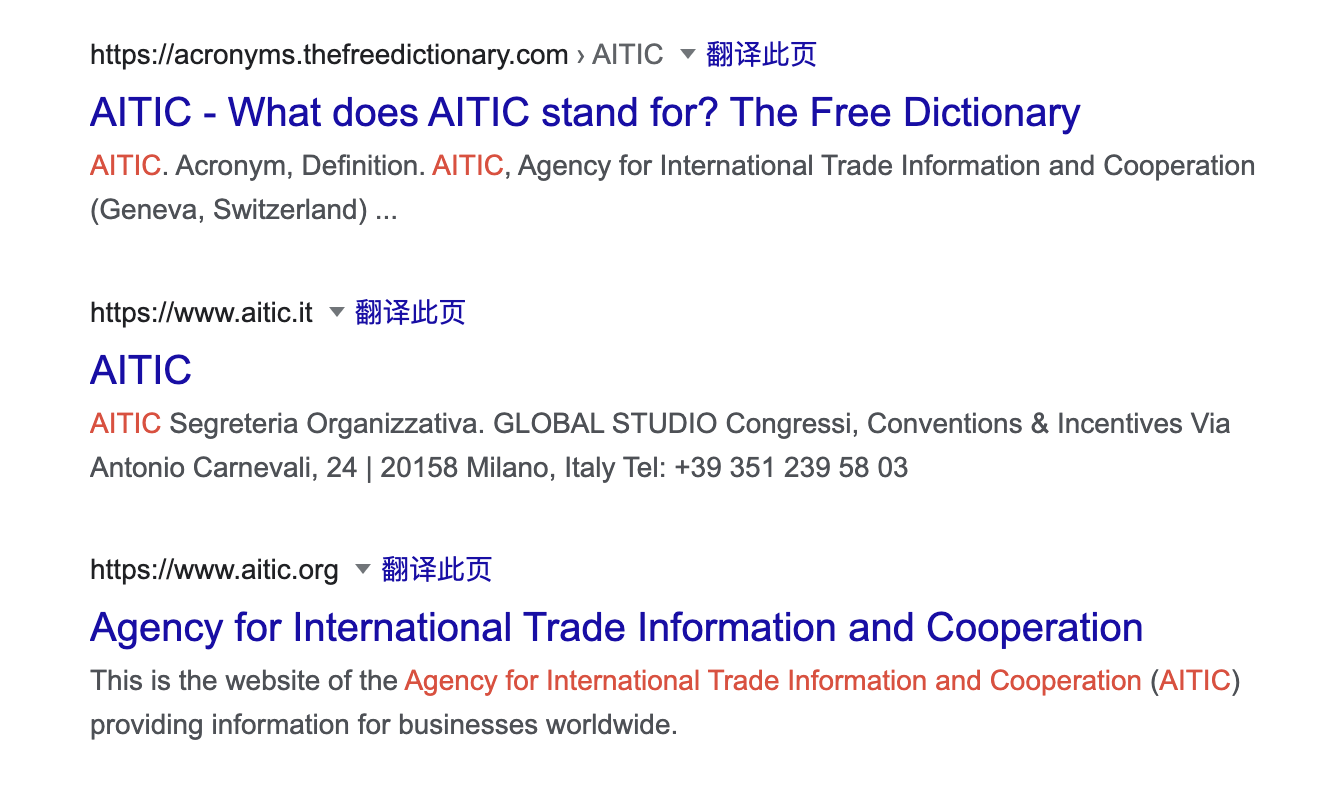 https://acronyms.thefreedictionary.com › AITIC 翻译此页
AITIC - What does AITIC stand for? The Free Dictionary
AITIC. Acronym, Definition. AITIC, Agency for International Trade Information and Cooperation
(Geneva, Switzerland) ...
https://www.aitic.it 翻译此页
AITIC
AITIC Segreteria Organizzativa. GLOBAL STUDIO Congressi, Conventions & Incentives Via
Antonio Carnevali, 24 | 20158 Milano, Italy Tel: +39 351 239 58 03
https://www.aitic.org 翻译此页
Agency for International Trade Information and Cooperation
This is the website of the Agency for International Trade Information and Cooperation (AITIC)
providing information for businesses worldwide.